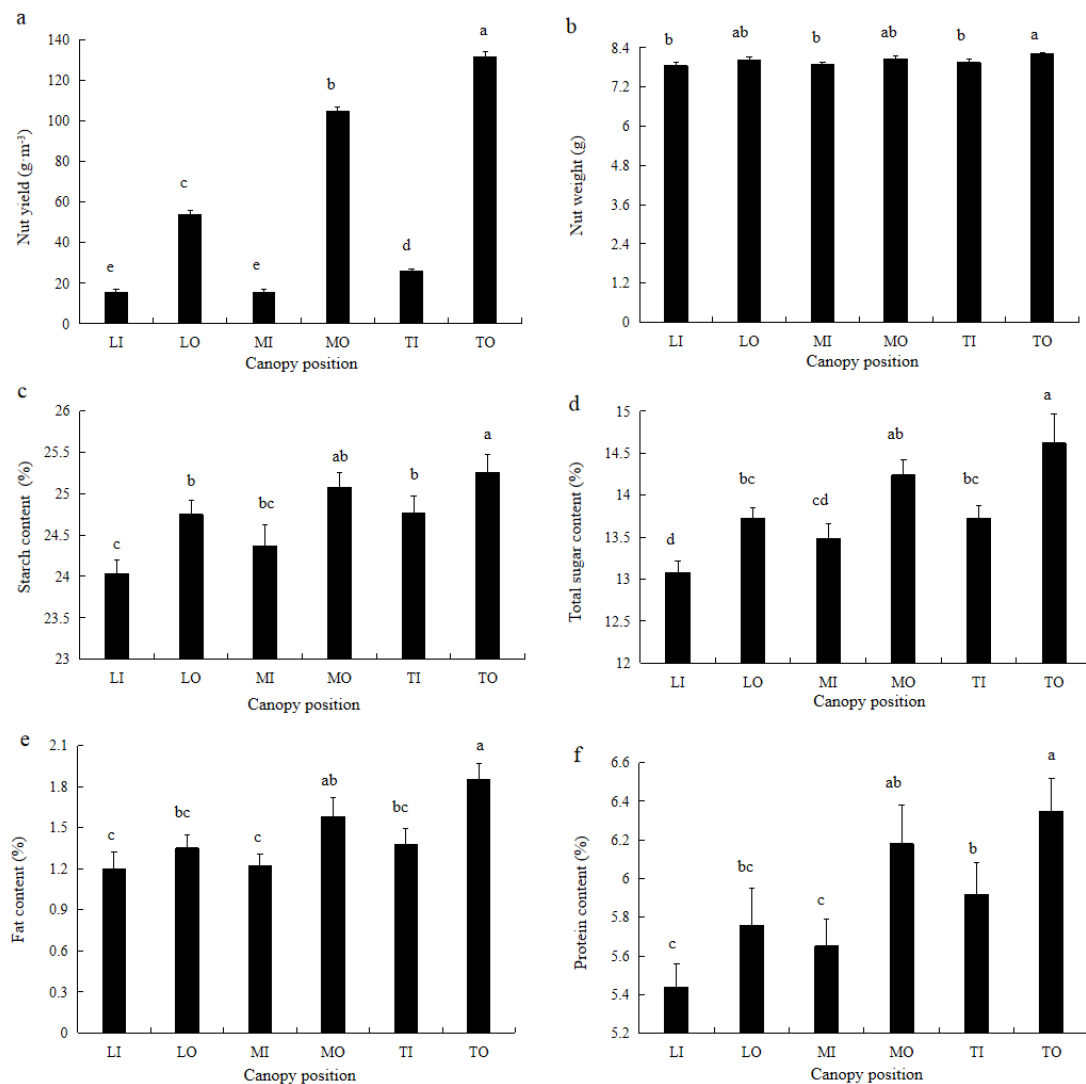 a
Nut yield (g·m⁻³)
140
120
100
80
60
40
20
0
e
c
e
b
d
a
LI LO MI MO TI TO
Canopy position
b
Nut weight (g)
8.4
7.2
6
4.8
3.6
2.4
1.2
0
b ab b ab b a
LI LO MI MO TI TO
Canopy position
c
Starch content (%)
26
25.5
25
24.5
24
23.5
23
c b bc ab b a
LI LO MI MO TI TO
Canopy position
d
Total sugar content (%)
15
14.5
14
13.5
13
12.5
12
d bc cd ab bc a
LI LO MI MO TI TO
Canopy position
e
Fat content (%)
2.1
1.8
1.5
1.2
0.9
0.6
0.3
0
c bc c ab bc a
LI LO MI MO TI TO
Canopy position
f
Protein content (%)
6.6
6.4
6.2
6
5.8
5.6
5.4
5.2
c bc c ab b a
LI LO MI MO TI TO
Canopy position